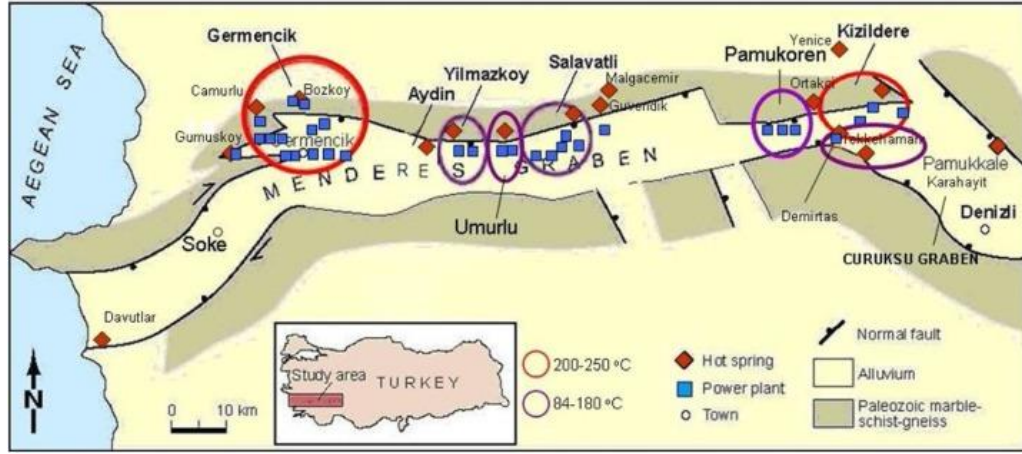 AEGEAN SEA
Germencik
Camurlu
Bozkoy
Gumuskoy
Germencik
Aydin
Yilmazkoy
Salavatli
Malgacemir
Guvendik
Umurlu
Pamukoren
Yenice
Kizildere
Ortakci
Tekkehamam
Demirtas
Pamukkale
Karahayit
Denizli
CURUKSU GRABEN
MENDERES GRABEN
Soke
Davutlar
N
0 10 km
Study area
TURKEY
200-250 °C
84-180 °C
Hot spring
Power plant
Town
Normal fault
Alluvium
Paleozoic marble-
schist-gneiss